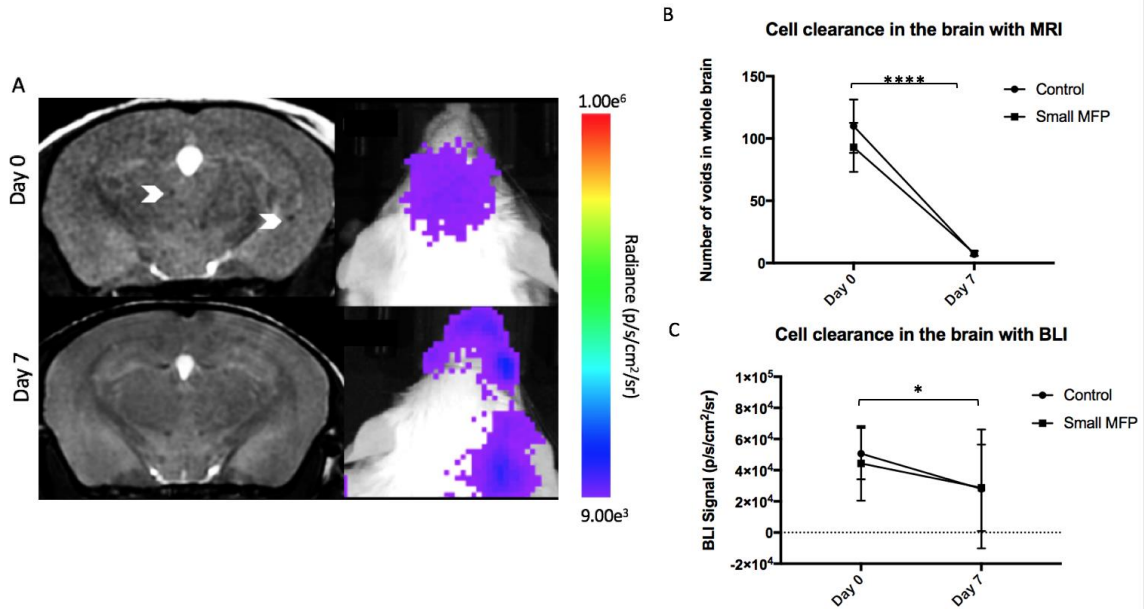 A
Day 0
Day 7
1.00e⁶
Radiance (p/s/cm²/sr)
9.00e³
B
Cell clearance in the brain with MRI
Number of voids in whole brain
150
100
50
0
****
Control
Small MFP
Day 0
Day 7
C
Cell clearance in the brain with BLI
BLI Signal (p/s/cm²/sr)
1×10⁵
8×10⁴
6×10⁴
4×10⁴
2×10⁴
0
-2×10⁴
*
Control
Small MFP
Day 0
Day 7